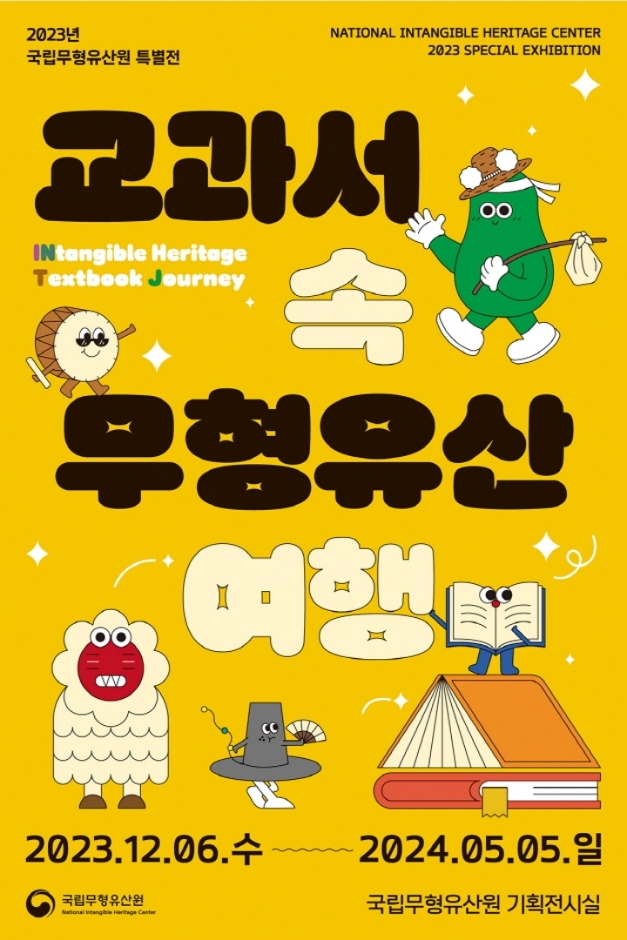 2023년
국립무형유산원 특별전
NATIONAL INTANGIBLE HERITAGE CENTER
2023 SPECIAL EXHIBITION
교과서
INtangible Heritage
Textbook Journey
속
무형유산
여행
2023.12.06.수 ~ 2024.05.05.일
국립무형유산원
National Intangible Heritage Center
국립무형유산원 기획전시실